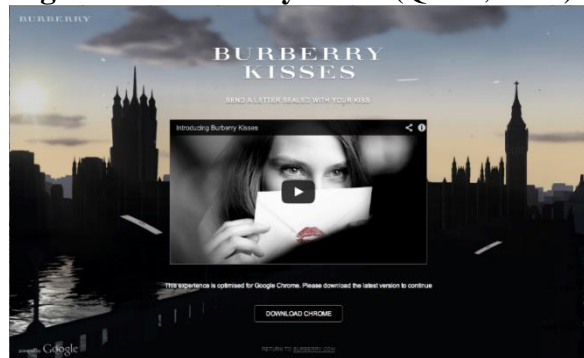 BURBERRY
BURBERRY
KISSES
SEND A LETTER SEALED WITH YOUR KISS
Introducing Burberry Kisses
This experience is optimised for Google Chrome. Please download the latest version to continue
DOWNLOAD CHROME
Google
RETURN TO BURBERRY.COM